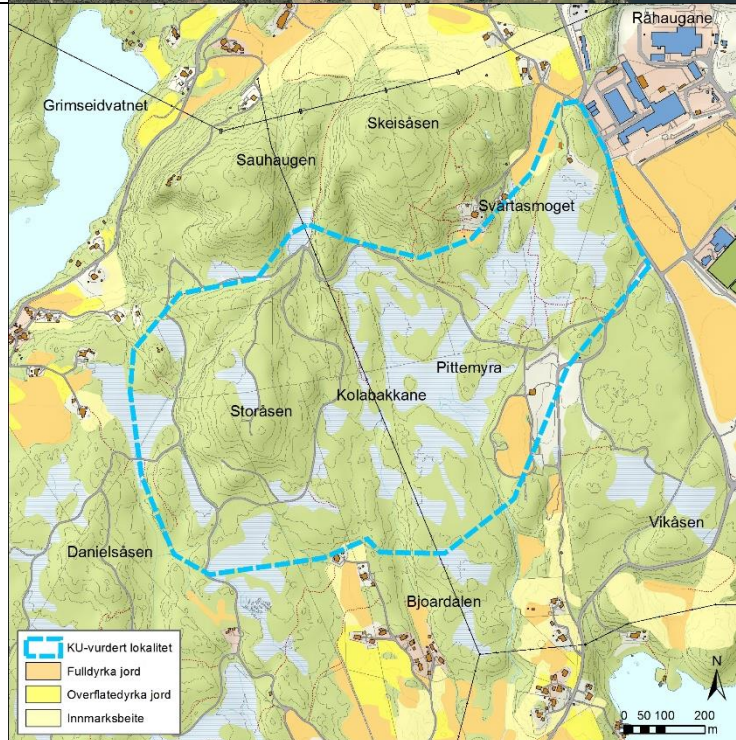 Råhaugane
Grimseidvatnet
Skeisåsen
Sauhaugen
Svartasmoget
Pittemyra
Kolabakkane
Storåsen
Vikåsen
Danielsåsen
Bjoardalen
KU-vurdert lokalitet
Fulldyrka jord
Overflatedyrka jord
Innmarksbeite
N
0 50 100 200
m